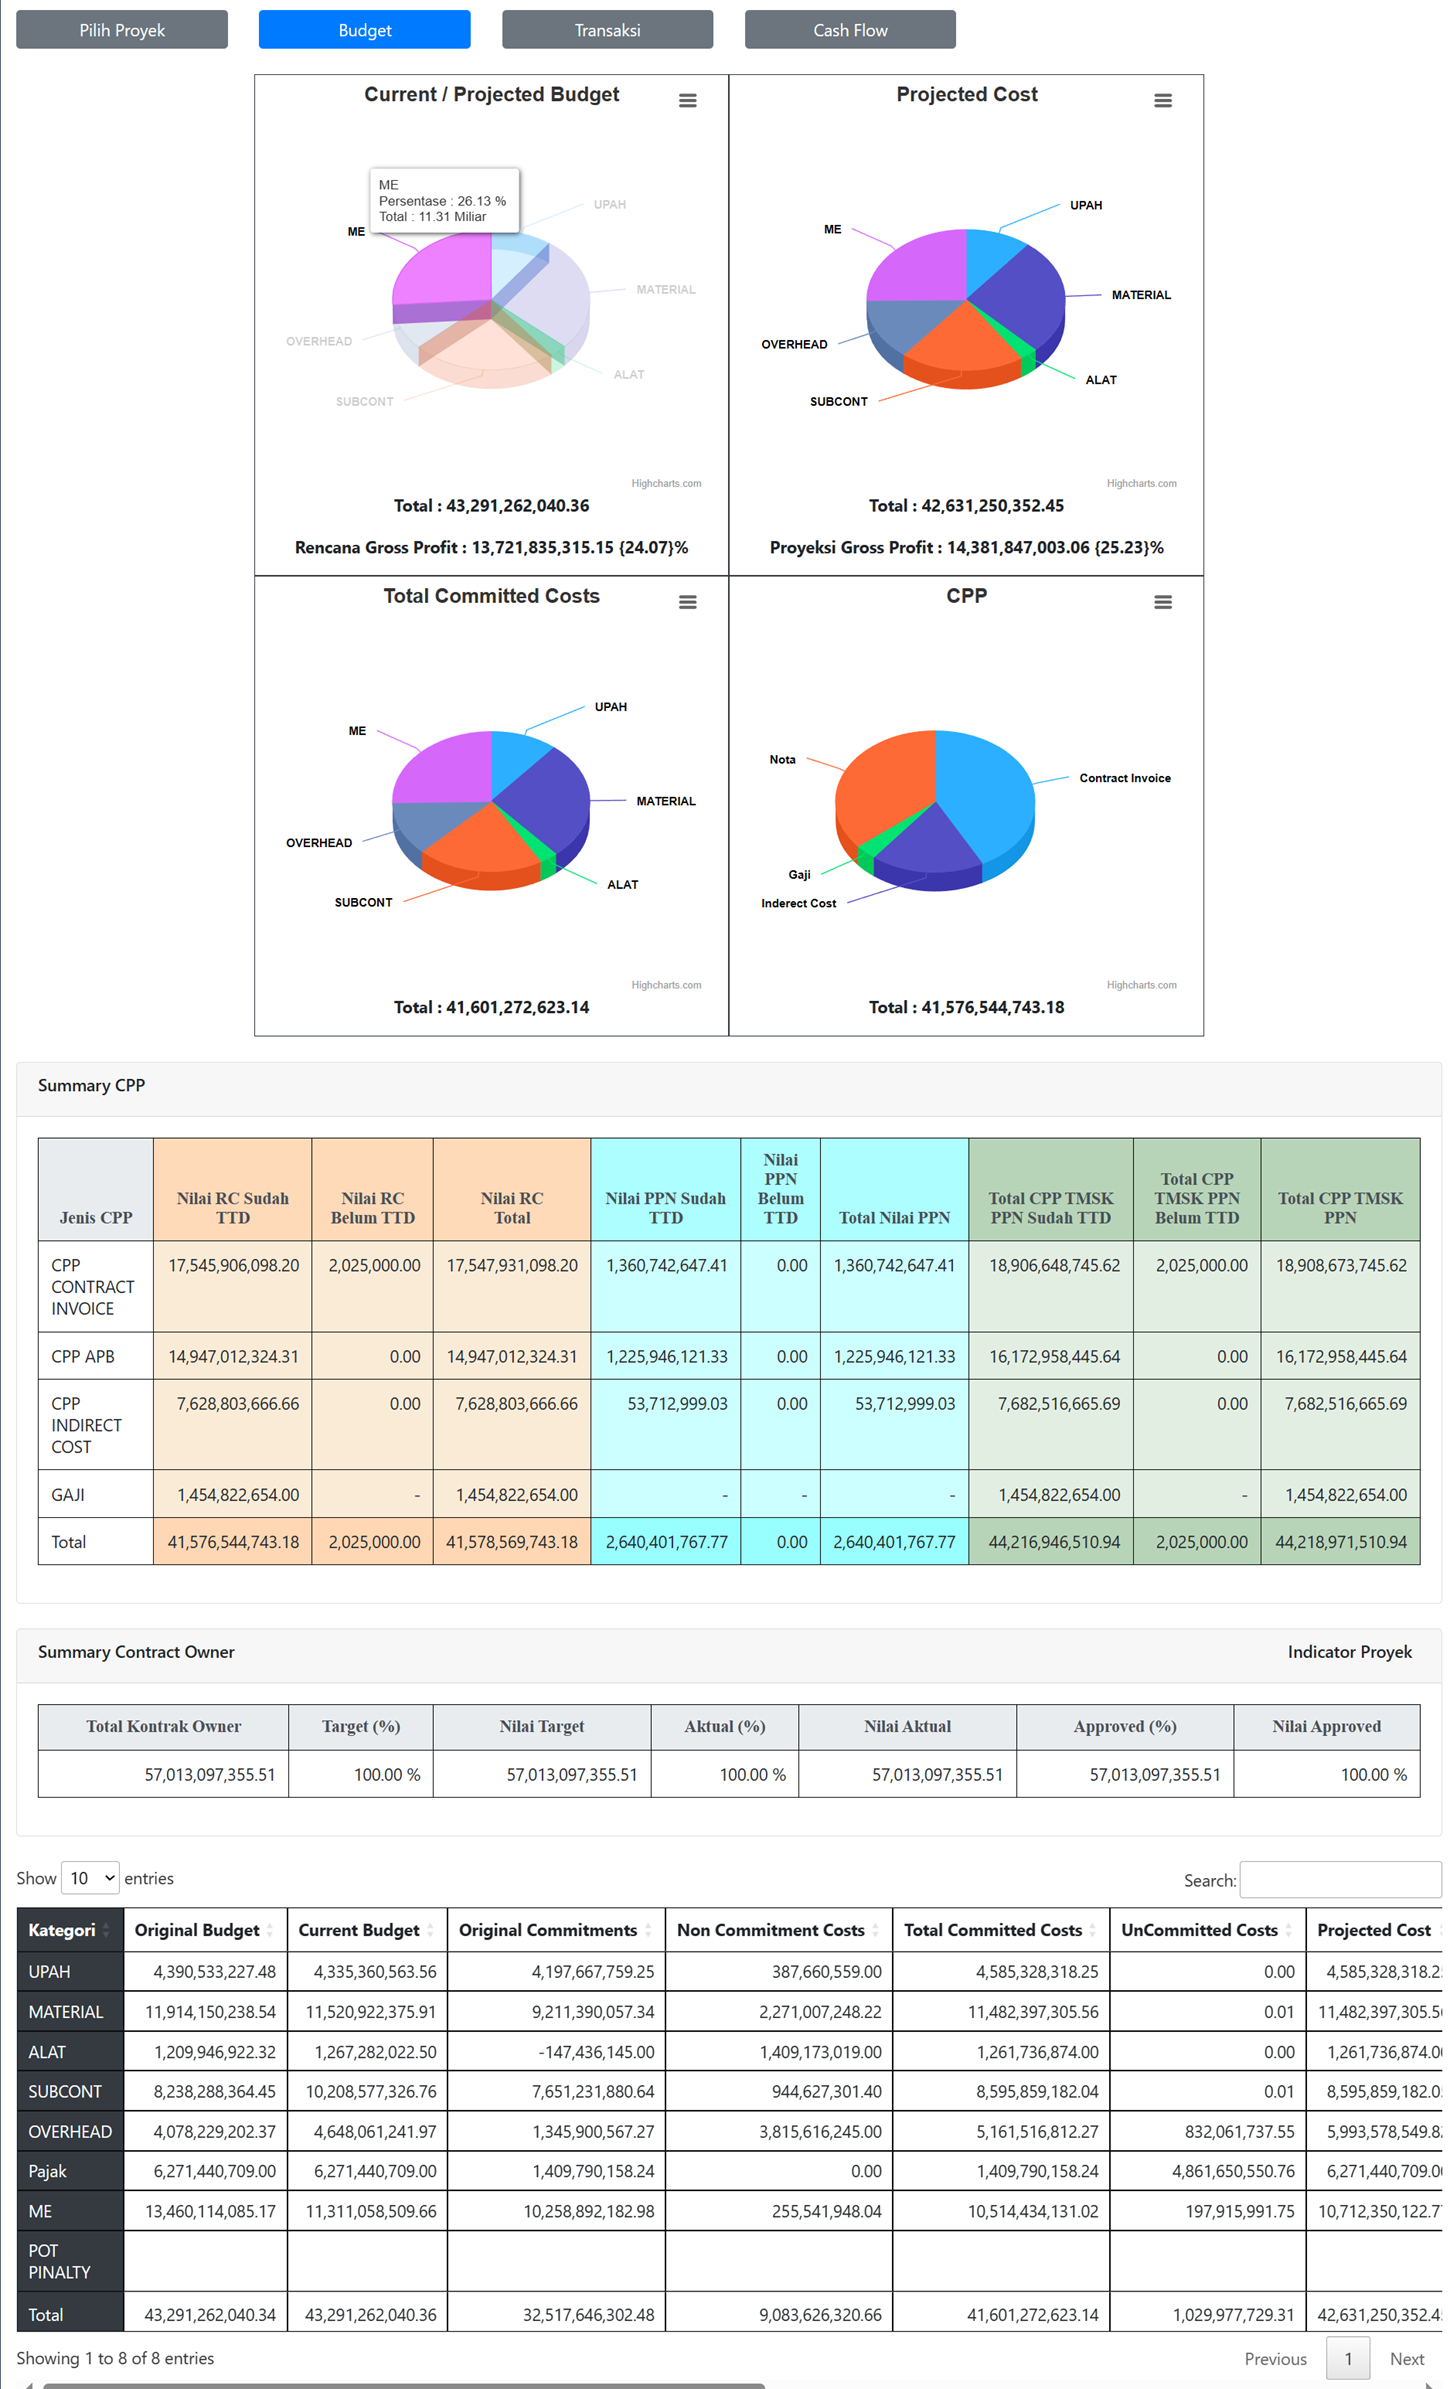 Pilih Proyek Budget Transaksi Cash Flow
Current / Projected Budget
ME
Persentase : 26.13 %
Total : 11.31 Miliar
UPAH
ME
MATERIAL
OVERHEAD
ALAT
SUBCONT
Highcharts.com
Total : 43,291,262,040.36
Rencana Gross Profit : 13,721,835,315.15 {24.07}%
Projected Cost
UPAH
ME
MATERIAL
OVERHEAD
ALAT
SUBCONT
Highcharts.com
Total : 42,631,250,352.45
Proyeksi Gross Profit : 14,381,847,003.06 {25.23}%
Total Committed Costs
UPAH
ME
MATERIAL
OVERHEAD
ALAT
SUBCONT
Highcharts.com
Total : 41,601,272,623.14
CPP
Nota
Contract Invoice
Gaji
Inderect Cost
Highcharts.com
Total : 41,576,544,743.18
Summary CPP
Jenis CPP
Nilai RC Sudah
TTD
Nilai RC
Belum TTD
Nilai RC
Total
Nilai PPN Sudah
TTD
Nilai
PPN
Belum
TTD
Total Nilai PPN
Total CPP TMSK
PPN Sudah TTD
Total CPP
TMSK PPN
Belum TTD
Total CPP TMSK
PPN
CPP
CONTRACT
INVOICE
17,545,906,098.20 2,025,000.00 17,547,931,098.20 1,360,742,647.41 0.00 1,360,742,647.41 18,906,648,745.62 2,025,000.00 18,908,673,745.62
CPP APB 14,947,012,324.31 0.00 14,947,012,324.31 1,225,946,121.33 0.00 1,225,946,121.33 16,172,958,445.64 0.00 16,172,958,445.64
CPP
INDIRECT
COST
7,628,803,666.66 0.00 7,628,803,666.66 53,712,999.03 0.00 53,712,999.03 7,682,516,665.69 0.00 7,682,516,665.69
GAJI 1,454,822,654.00 - 1,454,822,654.00 - - - 1,454,822,654.00 - 1,454,822,654.00
Total 41,576,544,743.18 2,025,000.00 41,578,569,743.18 2,640,401,767.77 0.00 2,640,401,767.77 44,216,946,510.94 2,025,000.00 44,218,971,510.94
Summary Contract Owner Indicator Proyek
Total Kontrak Owner Target (%) Nilai Target Aktual (%) Nilai Aktual Approved (%) Nilai Approved
57,013,097,355.51 100.00 % 57,013,097,355.51 100.00 % 57,013,097,355.51 57,013,097,355.51 100.00 %
Show 10 entries Search:
Kategori Original Budget Current Budget Original Commitments Non Commitment Costs Total Committed Costs UnCommitted Costs Projected Cost
UPAH 4,390,533,227.48 4,335,360,563.56 4,197,667,759.25 387,660,559.00 4,585,328,318.25 0.00 4,585,328,318.2
MATERIAL 11,914,150,238.54 11,520,922,375.91 9,211,390,057.34 2,271,007,248.22 11,482,397,305.56 0.01 11,482,397,305.5
ALAT 1,209,946,922.32 1,267,282,022.50 -147,436,145.00 1,409,173,019.00 1,261,736,874.00 0.00 1,261,736,874.0
SUBCONT 8,238,288,364.45 10,208,577,326.76 7,651,231,880.64 944,627,301.40 8,595,859,182.04 0.01 8,595,859,182.0
OVERHEAD 4,078,229,202.37 4,648,061,241.97 1,345,900,567.27 3,815,616,245.00 5,161,516,812.27 832,061,737.55 5,993,578,549.8
Pajak 6,271,440,709.00 6,271,440,709.00 1,409,790,158.24 0.00 1,409,790,158.24 4,861,650,550.76 6,271,440,709.0
ME 13,460,114,085.17 11,311,058,509.66 10,258,892,182.98 255,541,948.04 10,514,434,131.02 197,915,991.75 10,712,350,122.7
POT
PINALTY
Total 43,291,262,040.34 43,291,262,040.36 32,517,646,302.48 9,083,626,320.66 41,601,272,623.14 1,029,977,729.31 42,631,250,352.4
Showing 1 to 8 of 8 entries Previous 1 Next